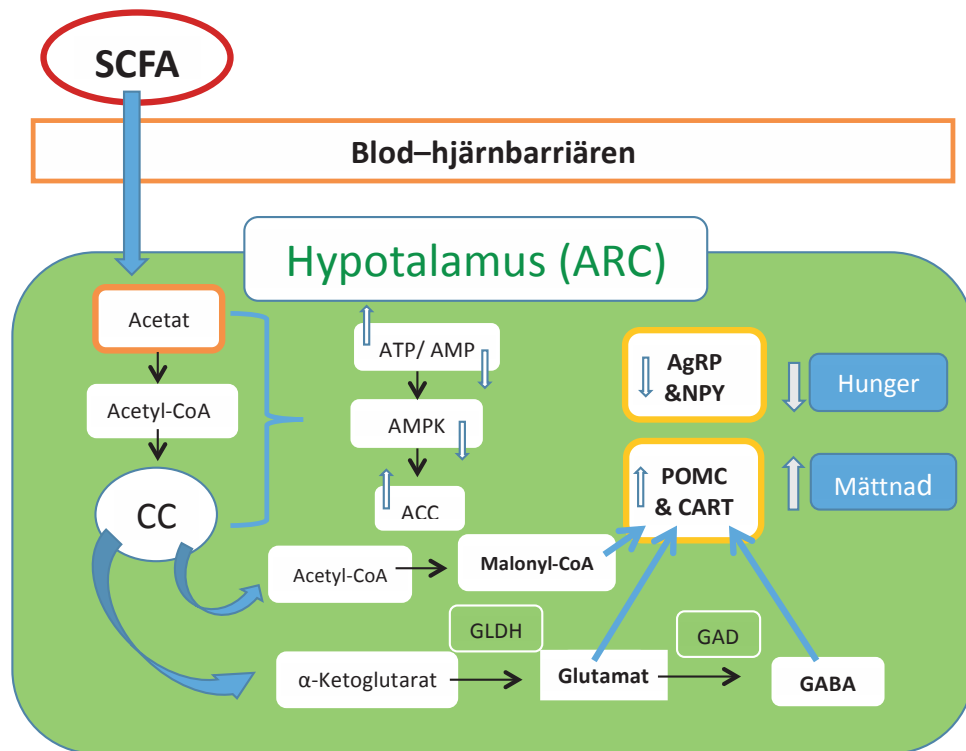 SCFA
Blod–hjärnbarriären
Hypotalamus (ARC)
Acetat
Acetyl-CoA
CC
ATP/ AMP
AMPK
ACC
AgRP
&NPY
Hunger
POMC
& CART
Mättnad
Acetyl-CoA
Malonyl-CoA
GLDH
GAD
α-Ketoglutarat
Glutamat
GABA